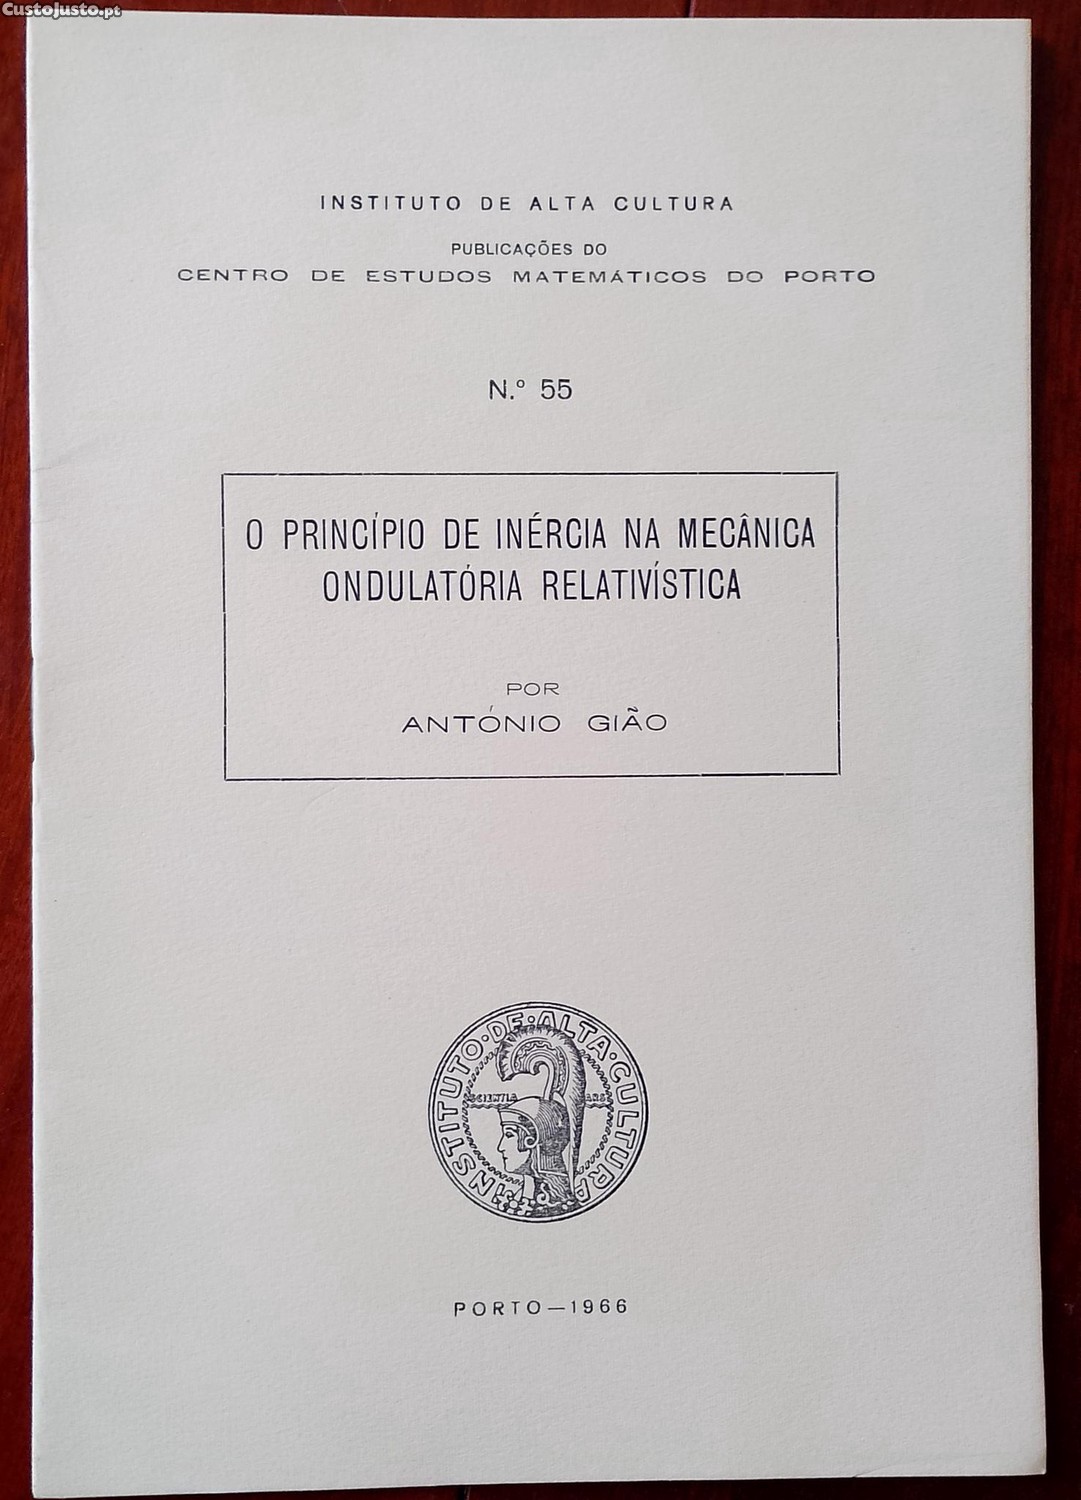 CustoJusto.pt
INSTITUTO DE ALTA CULTURA
PUBLICAÇÕES DO
CENTRO DE ESTUDOS MATEMÁTICOS DO PORTO
N.º 55
O PRINCÍPIO DE INÉRCIA NA MECÂNICA
ONDULATÓRIA RELATIVÍSTICA
POR
ANTÓNIO GIÃO
INSTITUTO·DE·ALTA·CULTURA
SCIENTIA ARS
PORTO—1966